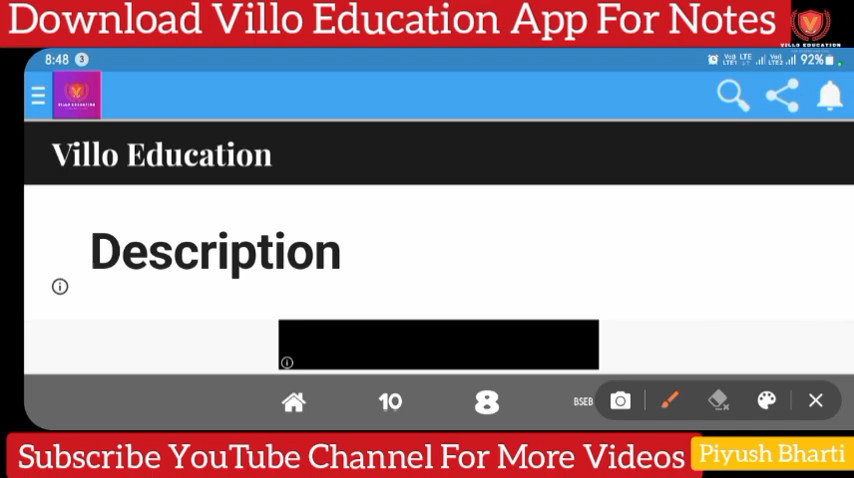 Download Villo Education App For Notes
VILLO EDUCATION
8:48 3
92%
Villo Education
Description
10 8 BSEB
Subscribe YouTube Channel For More Videos
Piyush Bharti